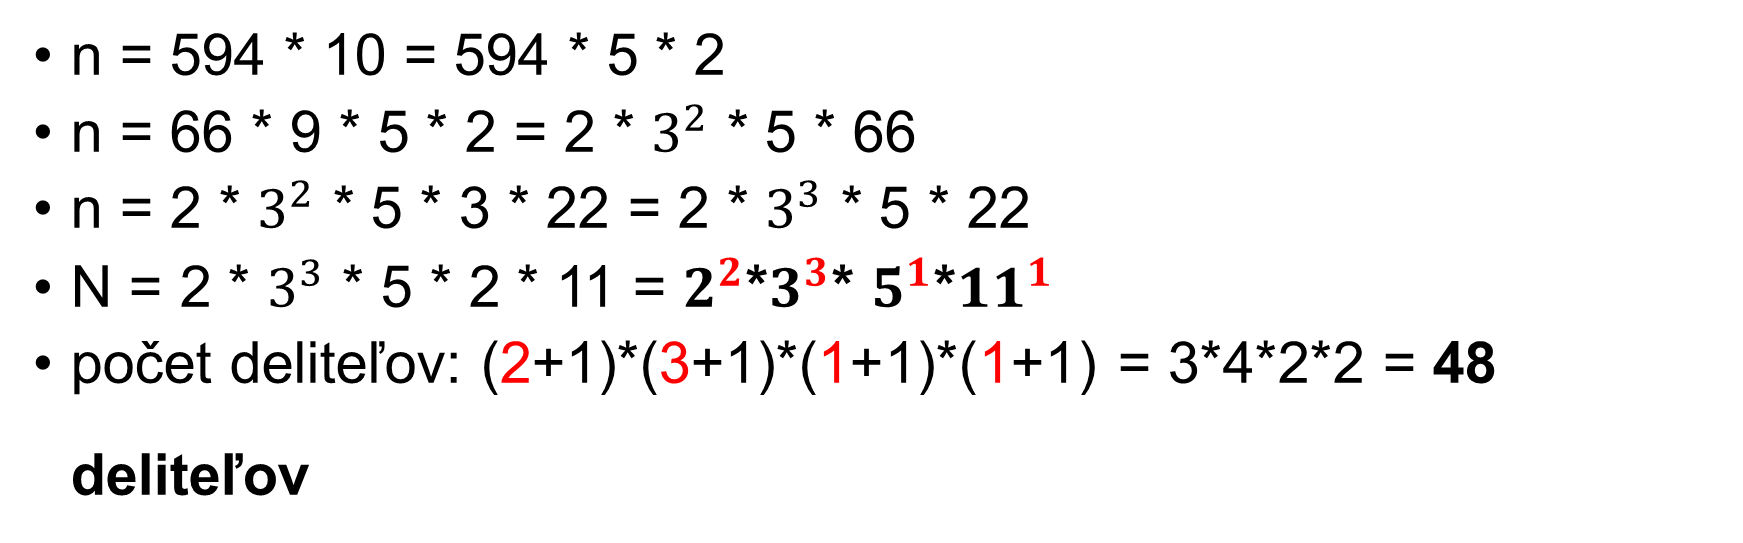 • n = 594 * 10 = 594 * 5 * 2
• n = 66 * 9 * 5 * 2 = 2 * 3² * 5 * 66
• n = 2 * 3² * 5 * 3 * 22 = 2 * 3³ * 5 * 22
• N = 2 * 3³ * 5 * 2 * 11 = 2²*3³* 5¹*11¹
• počet deliteľov: (2+1)*(3+1)*(1+1)*(1+1) = 3*4*2*2 = 48
deliteľov